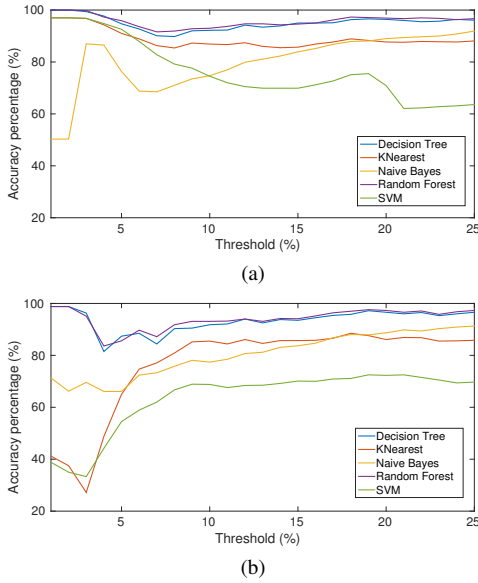 100
80
60
40
20
Accuracy percentage (%)
Decision Tree
KNearest
Naive Bayes
Random Forest
SVM
5 10 15 20 25
Threshold (%)
(a)
100
80
60
40
20
Accuracy percentage (%)
Decision Tree
KNearest
Naive Bayes
Random Forest
SVM
5 10 15 20 25
Threshold (%)
(b)